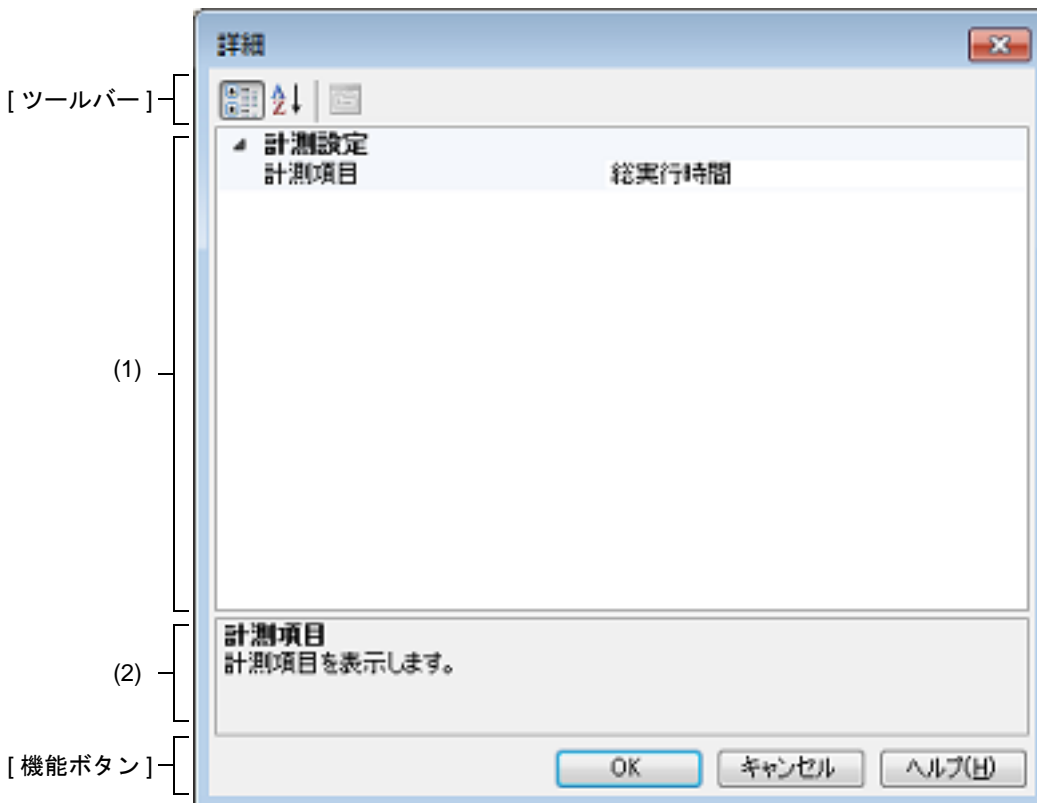 詳細
[ ツールバー ]
計測設定
計測項目 総実行時間
(1)
計測項目
計測項目を表示します。
(2)
[ 機能ボタン ]
OK キャンセル ヘルプ(H)